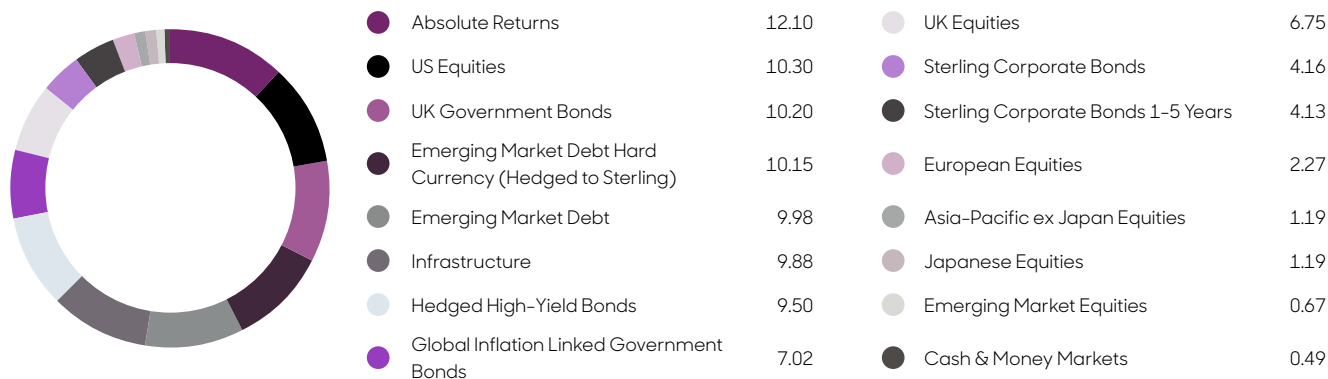 Absolute Returns 12.10
US Equities 10.30
UK Government Bonds 10.20
Emerging Market Debt Hard
Currency (Hedged to Sterling) 10.15
Emerging Market Debt 9.98
Infrastructure 9.88
Hedged High-Yield Bonds 9.50
Global Inflation Linked Government
Bonds 7.02
UK Equities 6.75
Sterling Corporate Bonds 4.16
Sterling Corporate Bonds 1-5 Years 4.13
European Equities 2.27
Asia-Pacific ex Japan Equities 1.19
Japanese Equities 1.19
Emerging Market Equities 0.67
Cash & Money Markets 0.49